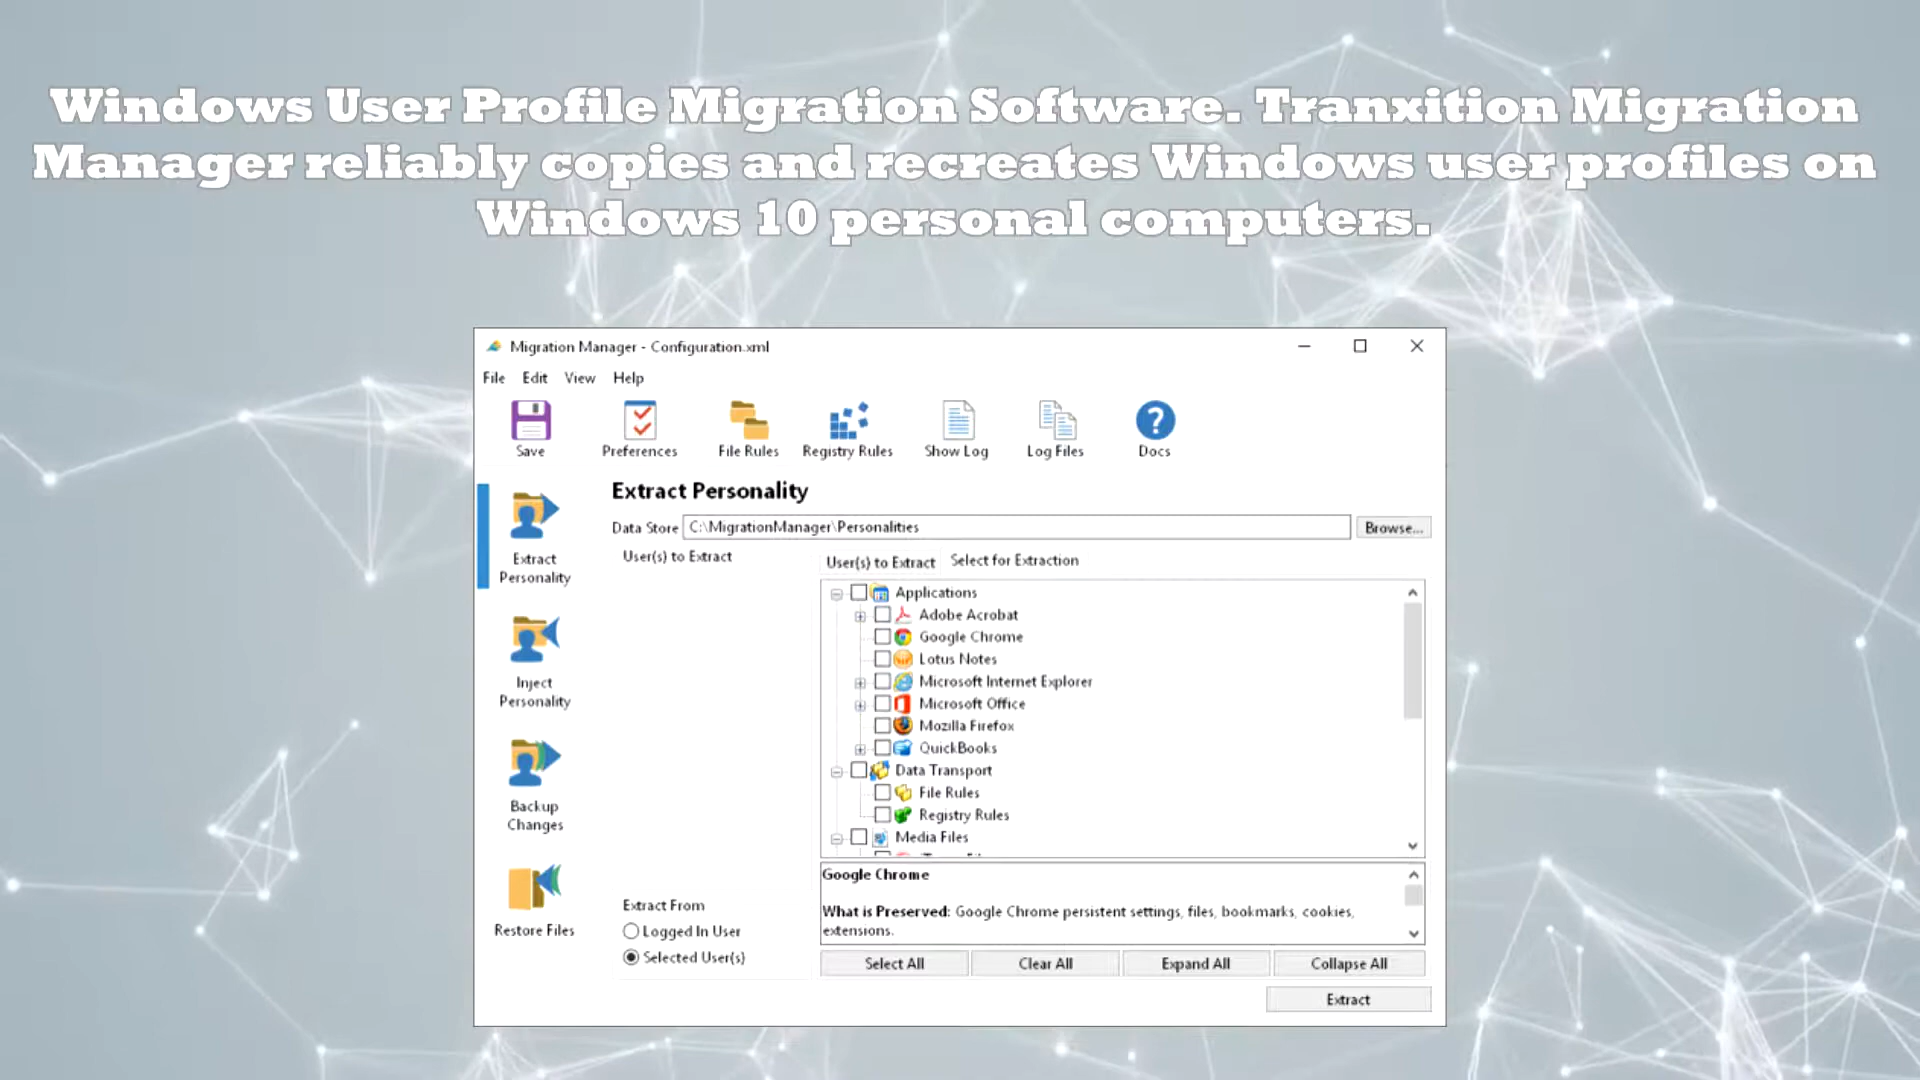 Windows User Profile Migration Software. Tranxition Migration
Manager reliably copies and recreates Windows user profiles on
Windows 10 personal computers.
Migration Manager - Configuration.xml
File Edit View Help
Save Preferences File Rules Registry Rules Show Log Log Files Docs
Extract Personality
Data Store C:\MigrationManager\Personalities Browse...
User(s) to Extract
User(s) to Extract Select for Extraction
Extract
Personality
Inject
Personality
Backup
Changes
Restore Files
Applications
Adobe Acrobat
Google Chrome
Lotus Notes
Microsoft Internet Explorer
Microsoft Office
Mozilla Firefox
QuickBooks
Data Transport
File Rules
Registry Rules
Media Files
Google Chrome
What is Preserved: Google Chrome persistent settings, files, bookmarks, cookies,
extensions.
Extract From
Logged In User
Selected User(s)
Select All Clear All Expand All Collapse All
Extract